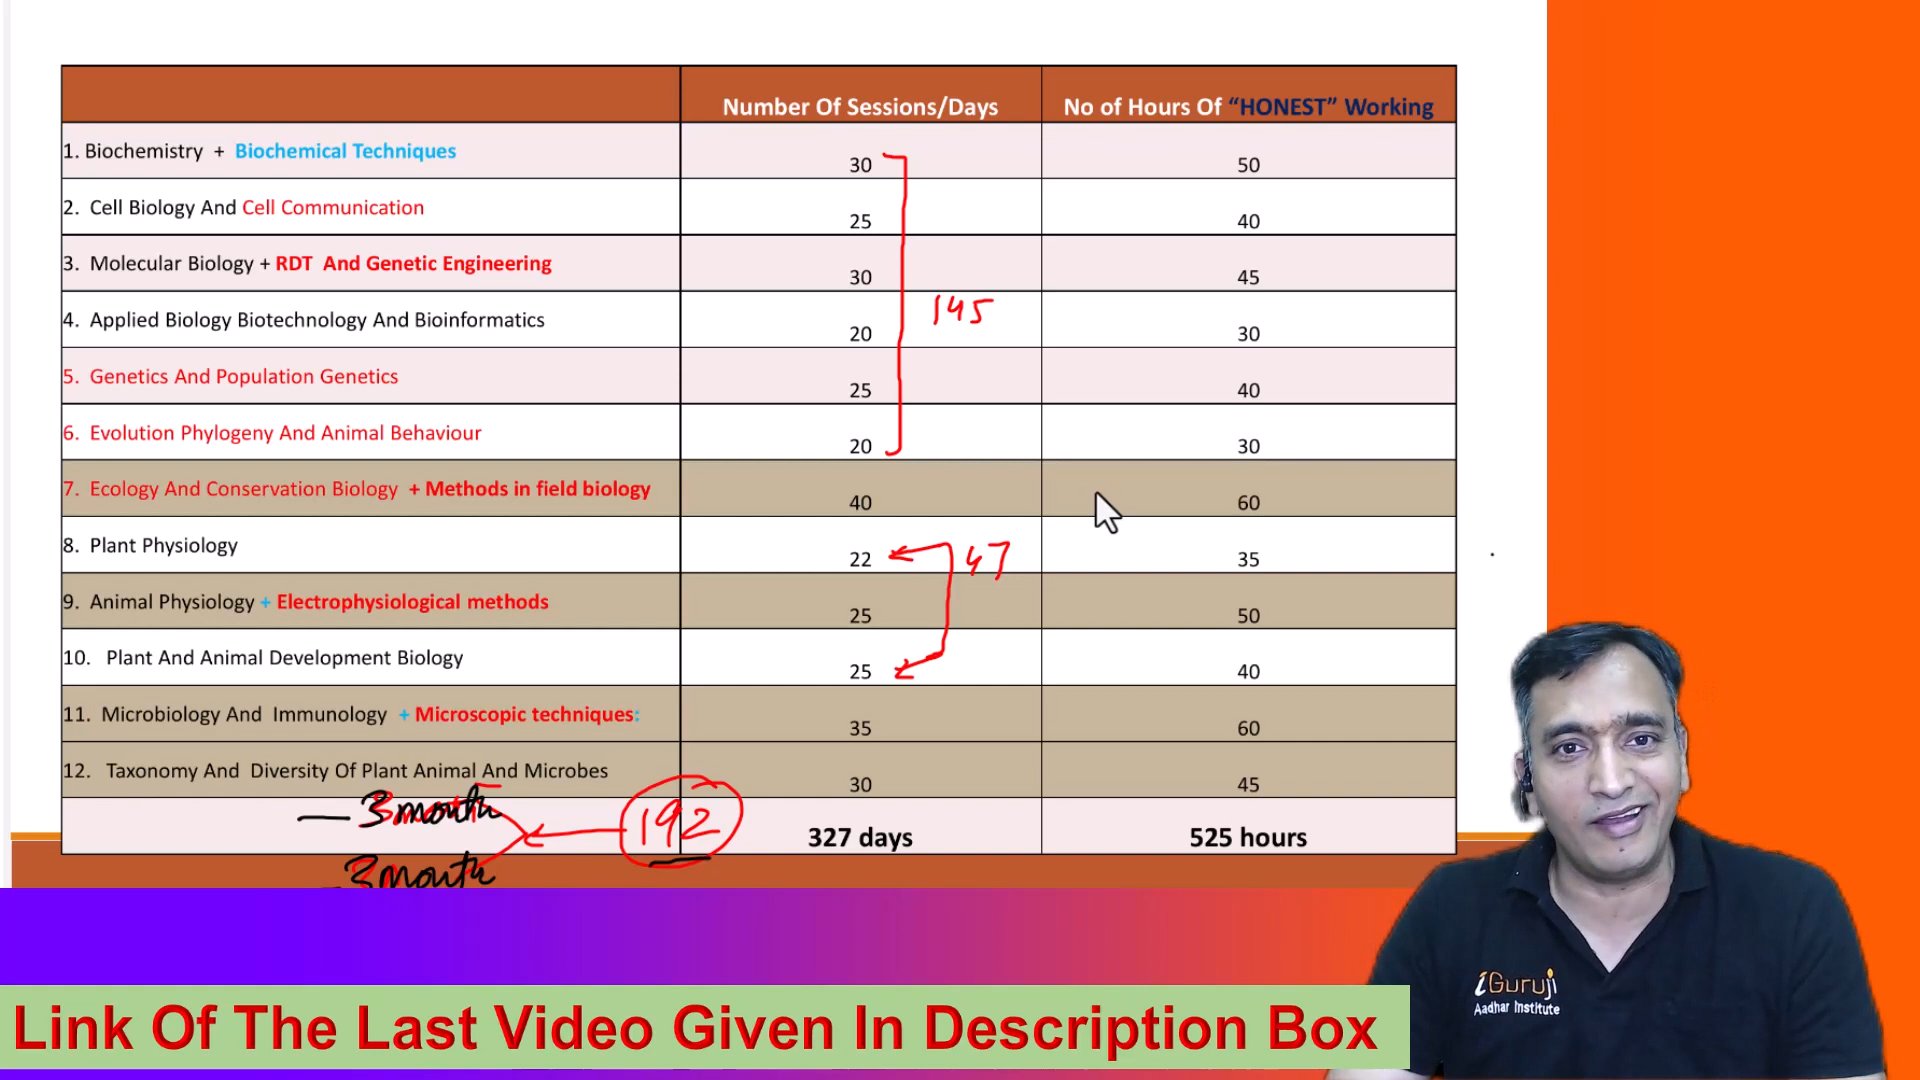 Number Of Sessions/Days No of Hours Of “HONEST” Working
1. Biochemistry + Biochemical Techniques 30 50
2. Cell Biology And Cell Communication 25 40
3. Molecular Biology + RDT And Genetic Engineering 30 45
145
4. Applied Biology Biotechnology And Bioinformatics 20 30
5. Genetics And Population Genetics 25 40
6. Evolution Phylogeny And Animal Behaviour 20 30
7. Ecology And Conservation Biology + Methods in field biology 40 60
8. Plant Physiology 22 47 35
9. Animal Physiology + Electrophysiological methods 25 50
10. Plant And Animal Development Biology 25 40
11. Microbiology And Immunology + Microscopic techniques: 35 60
12. Taxonomy And Diversity Of Plant Animal And Microbes 30 45
— 3 month 192 327 days 525 hours
– 3 month
iGuruji
Aadhar Institute
Link Of The Last Video Given In Description Box